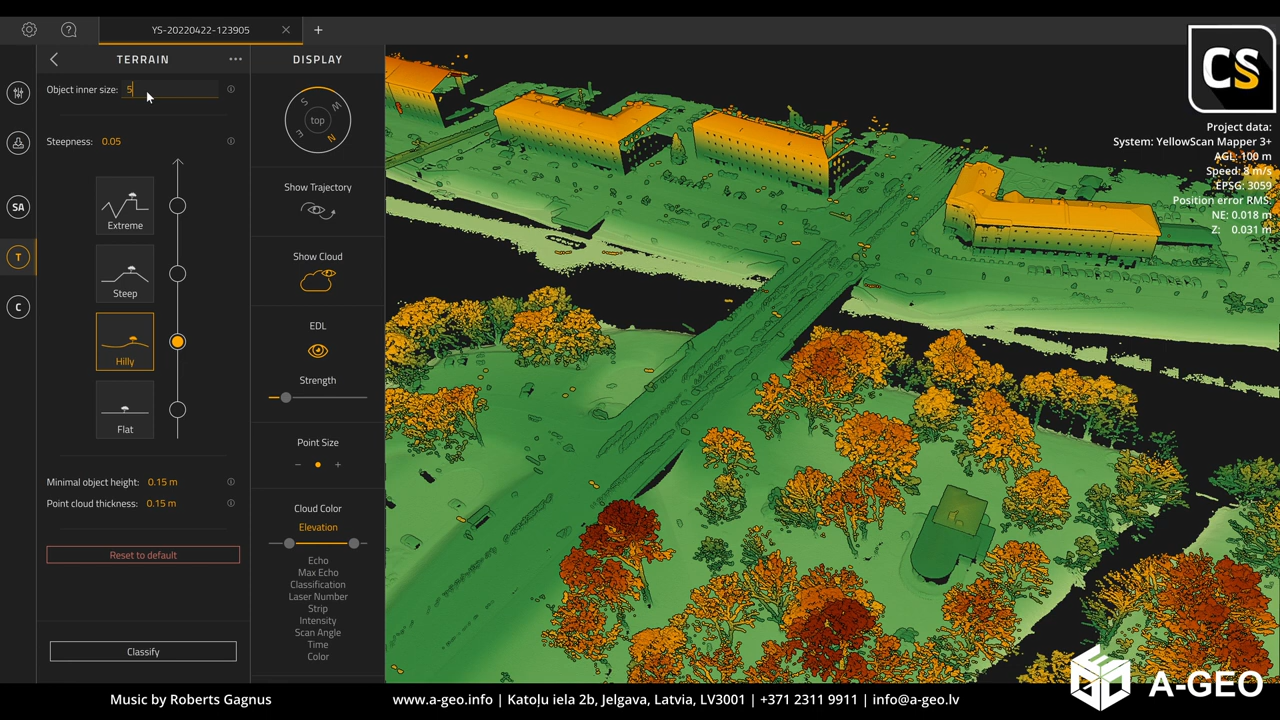 YS-20220422-123905
TERRAIN
Object inner size: 5
Steepness: 0.05
Extreme
Steep
Hilly
Flat
Minimal object height: 0.15 m
Point cloud thickness: 0.15 m
Reset to default
Classify
SA
T
C
DISPLAY
S W
top
E N
Show Trajectory
Show Cloud
EDL
Strength
Point Size
Cloud Color
Elevation
Echo
Max Echo
Classification
Laser Number
Strip
Intensity
Scan Angle
Time
Color
CS
Project data:
System: YellowScan Mapper 3+
AGL: 100 m
Speed: 8 m/s
EPSG: 3059
Position error RMS:
NE: 0.018 m
Z: 0.031 m
A-GEO
Music by Roberts Gagnus
www.a-geo.info | Katoļu iela 2b, Jelgava, Latvia, LV3001 | +371 2311 9911 | info@a-geo.lv